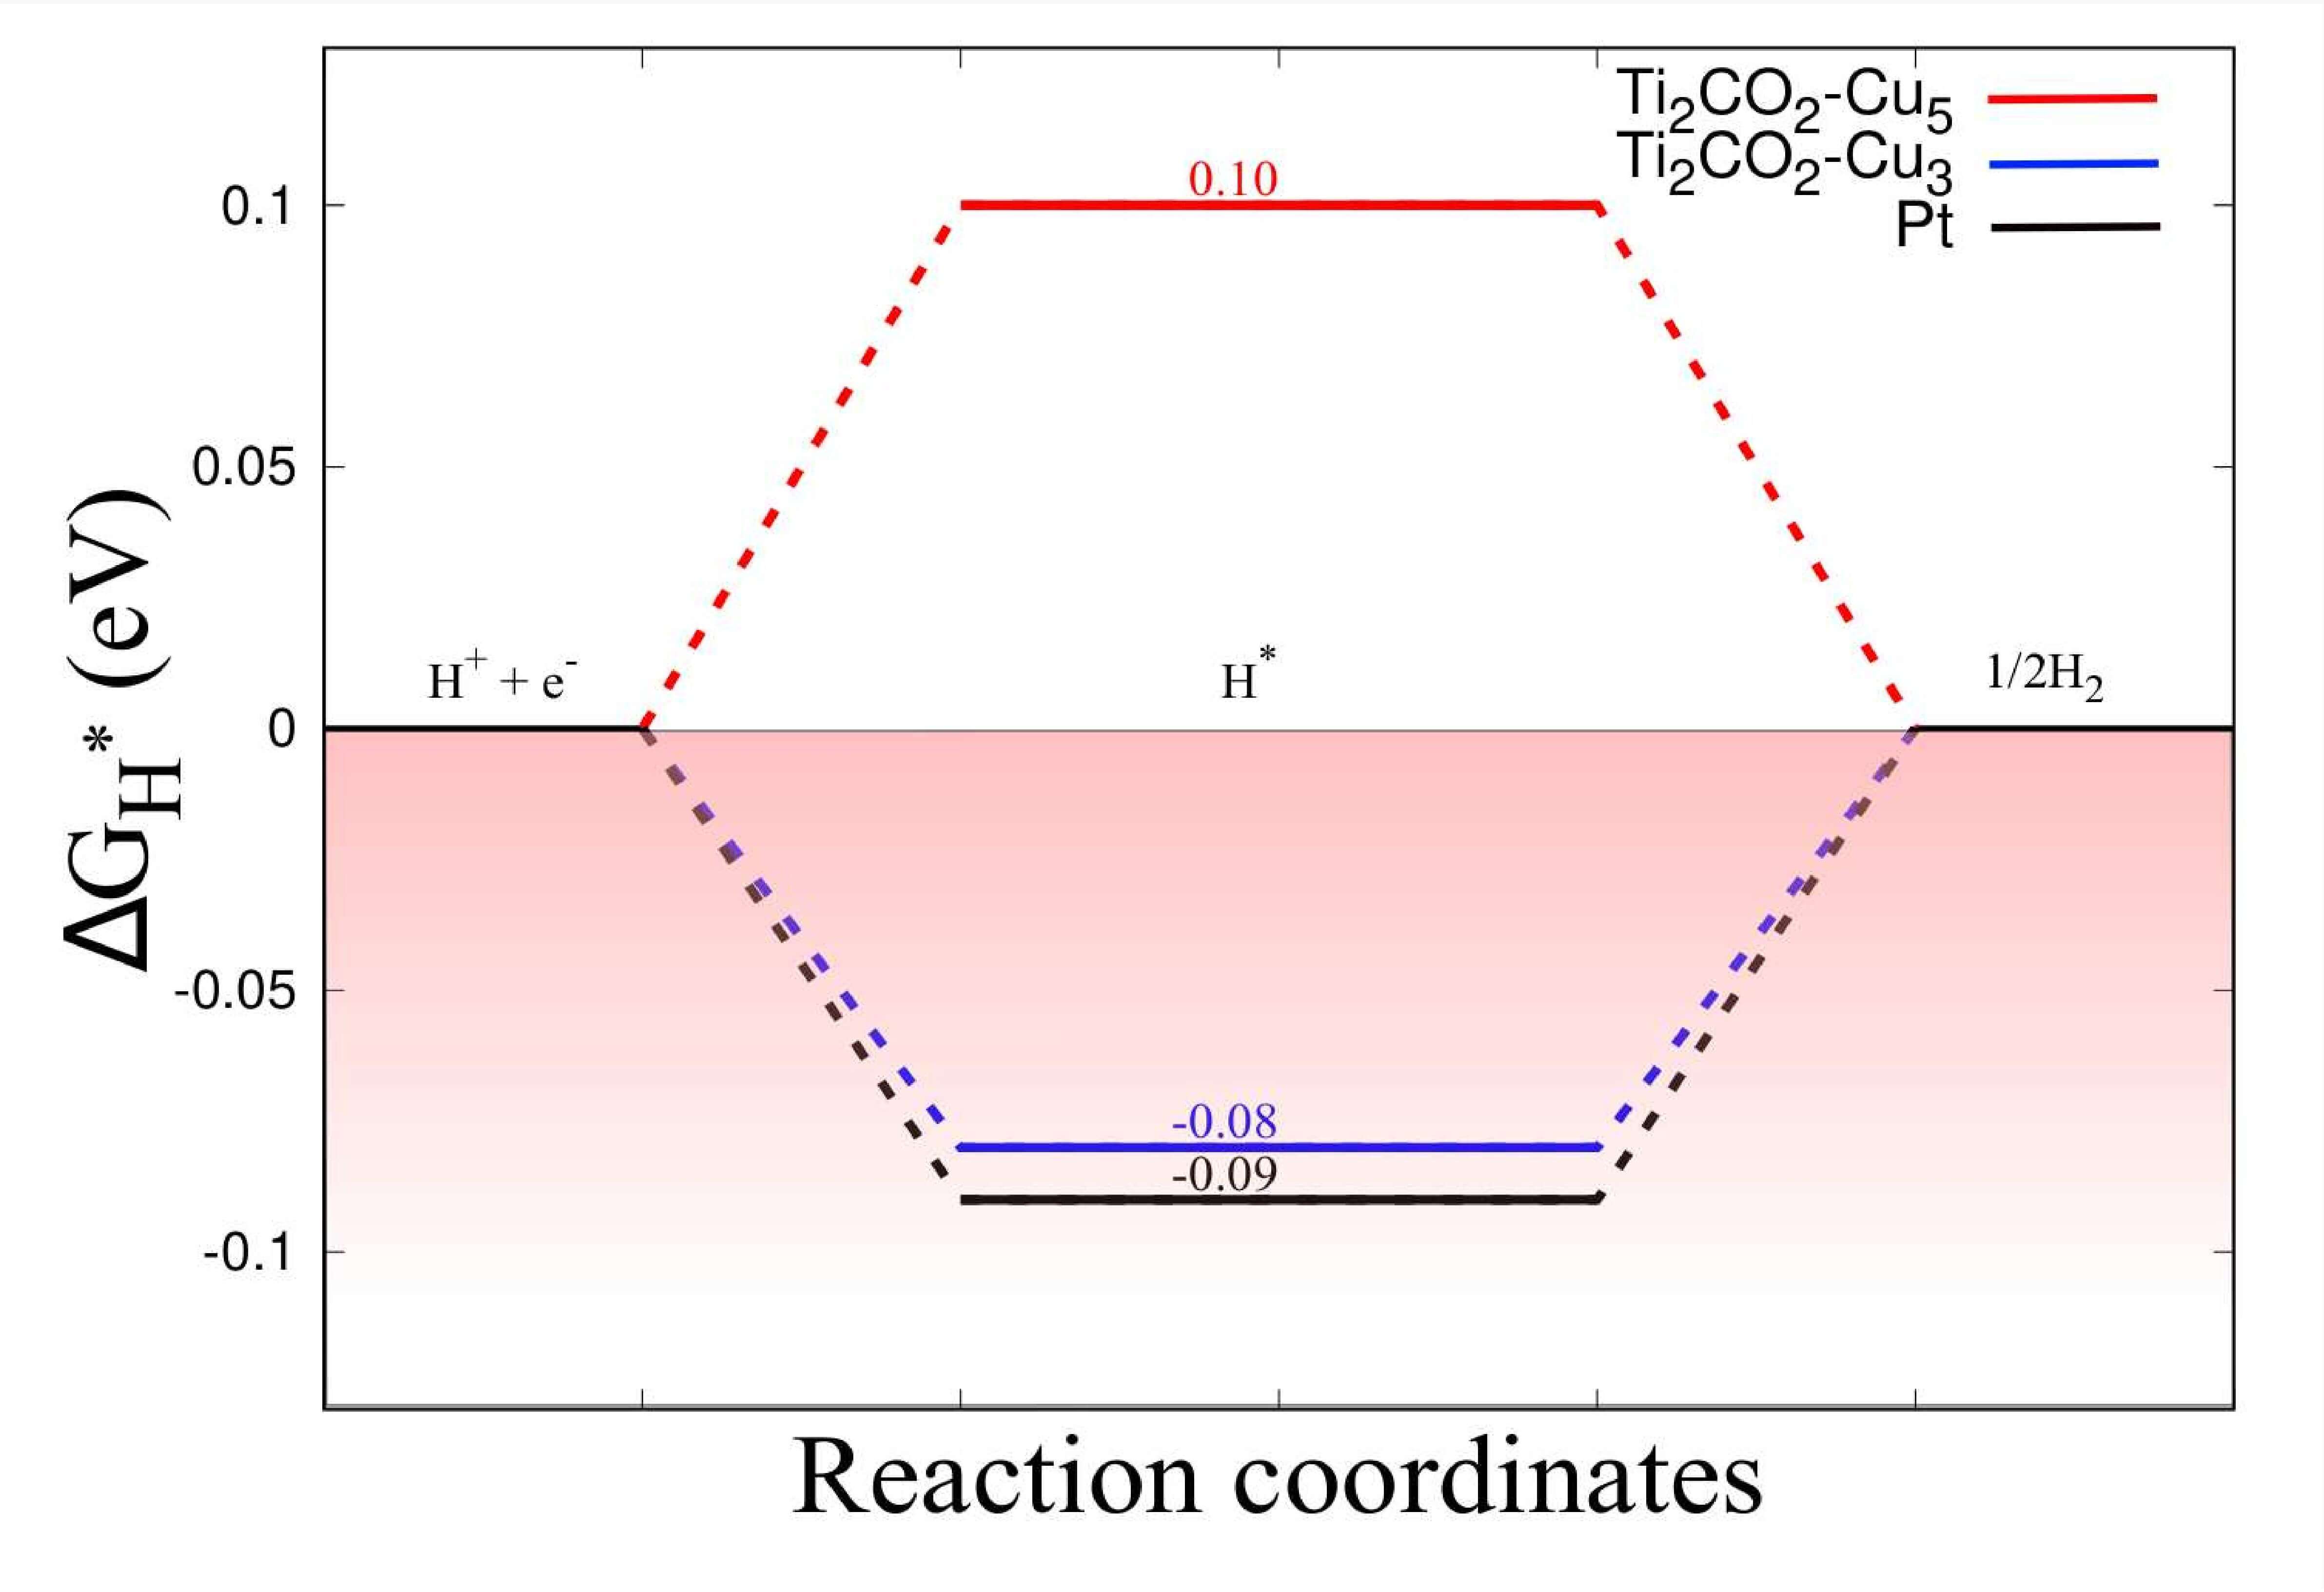 Ti₂CO₂-Cu₅
Ti₂CO₂-Cu₃
Pt
0.1
0.05
0
-0.05
-0.1
ΔG_H* (eV)
0.10
H⁺ + e⁻
H*
1/2H₂
-0.08
-0.09
Reaction coordinates